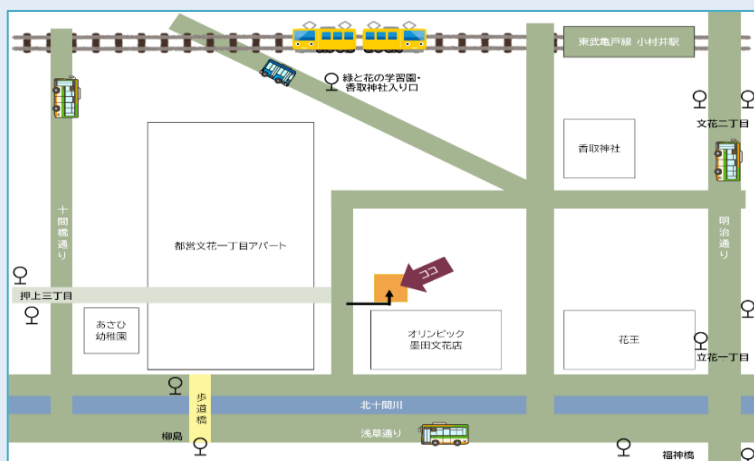 東武亀戸線 小村井駅
緑と花の学習園・
香取神社入り口
文花二丁目
香取神社
十間橋通り
明治通り
都営文花一丁目アパート
ココ
押上三丁目
あさひ
幼稚園
オリンピック
墨田文花店
花王
立花一丁目
歩道橋
北十間川
柳島
浅草通り
福神橋